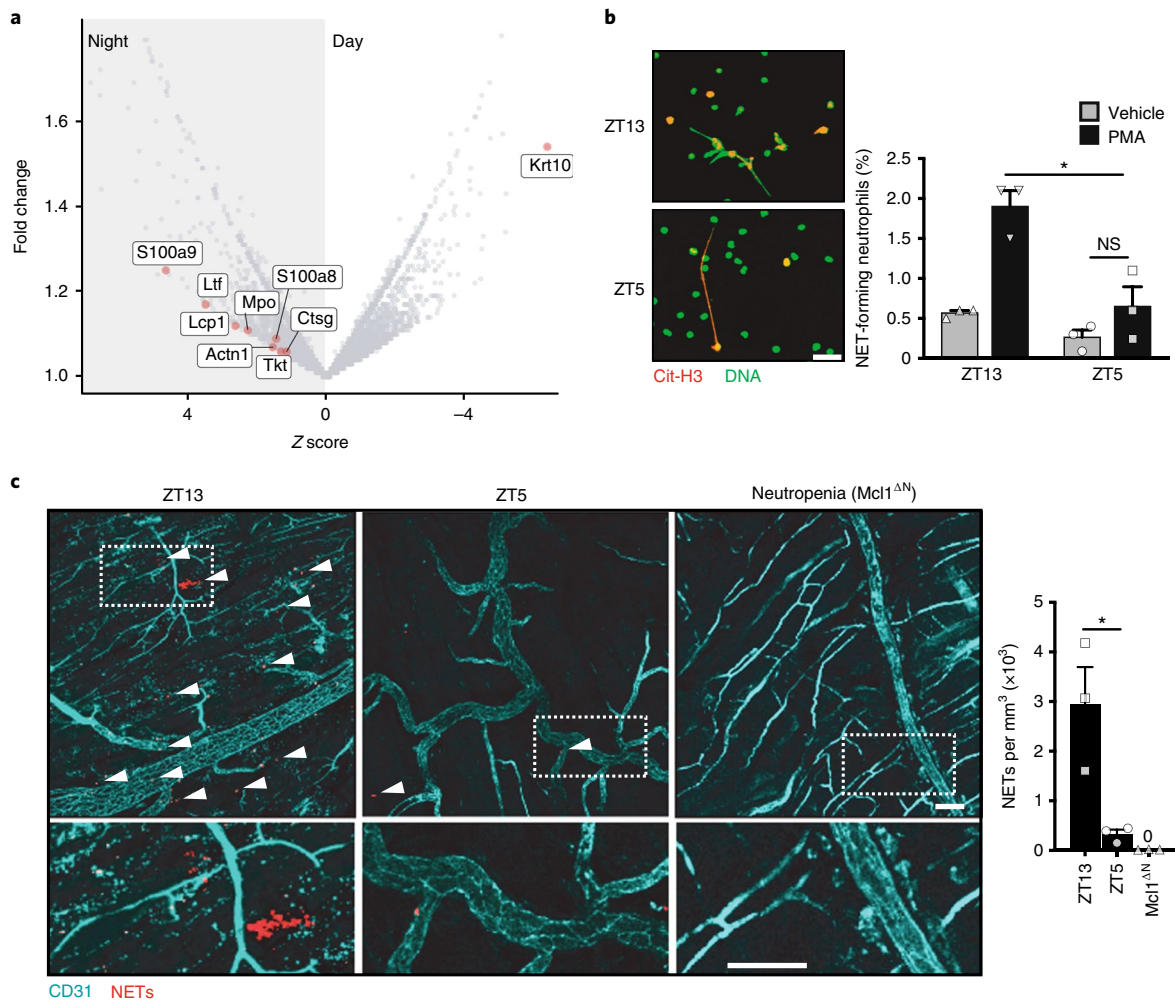 a
Night
Day
1.6
1.4
1.2
1.0
Fold change
4
0
−4
Z score
Krt10
S100a9
S100a8
Ltf
Mpo
Ctsg
Lcp1
Actn1
Tkt
b
ZT13
ZT5
Cit-H3 DNA
Vehicle
PMA
NET-forming neutrophils (%)
2.5
2.0
1.5
1.0
0.5
0
*
NS
ZT13
ZT5
c
ZT13
ZT5
Neutropenia (Mcl1ΔN)
CD31 NETs
NETs per mm3 (×103)
5
4
3
2
1
0
*
0
ZT13
ZT5
Mcl1ΔN